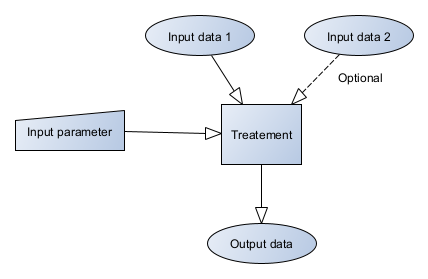 Input data 1
Input data 2
Optional
Input parameter
Treatement
Output data